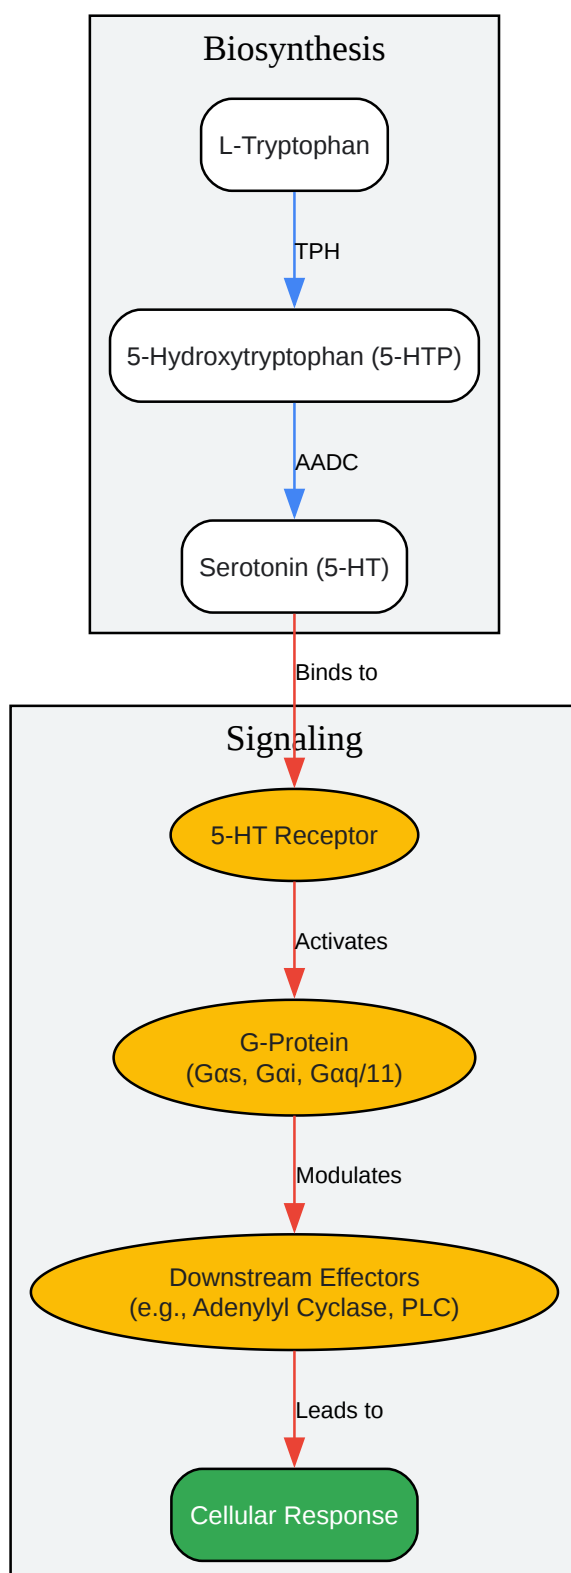 Biosynthesis
L-Tryptophan
TPH
5-Hydroxytryptophan (5-HTP)
AADC
Serotonin (5-HT)
Binds to
Signaling
5-HT Receptor
Activates
G-Protein
(Gαs, Gαi, Gαq/11)
Modulates
Downstream Effectors
(e.g., Adenylyl Cyclase, PLC)
Leads to
Cellular Response